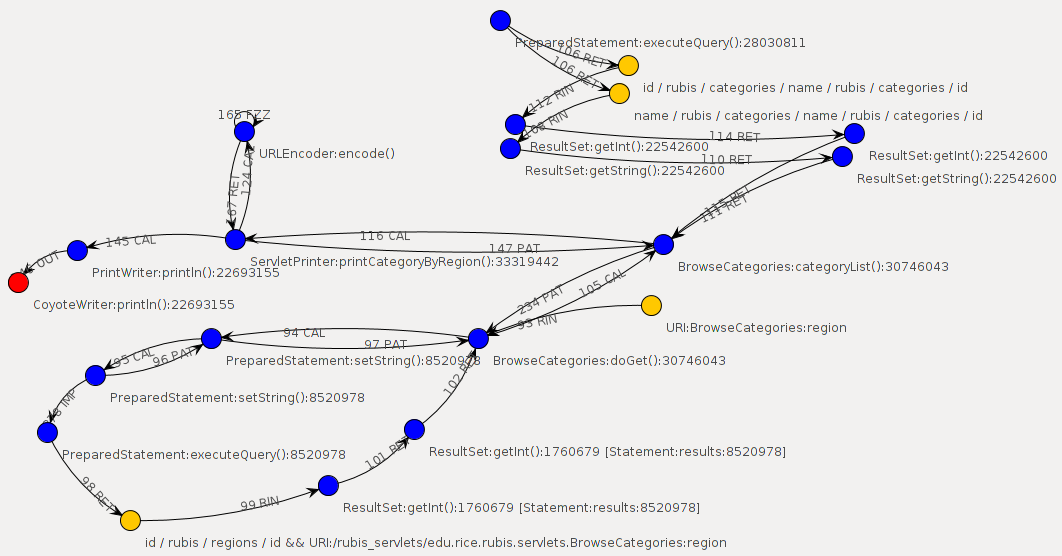 PreparedStatement:executeQuery():28030811
106 RET
106 RET
id / rubis / categories / name / rubis / categories / id
112 RIN
108 RIN
name / rubis / categories / name / rubis / categories / id
165 FZZ
URLEncoder:encode()
114 RET
ResultSet:getInt():22542600
ResultSet:getInt():22542600
110 RET
ResultSet:getString():22542600
ResultSet:getString():22542600
124 CAL
167 RET
115 RET
111 RET
116 CAL
145 CAL
147 PAT
ServletPrinter:printCategoryByRegion():33319442
BrowseCategories:categoryList():30746043
OUT
PrintWriter:println():22693155
CoyoteWriter:println():22693155
105 CAL
234 PAT
93 RIN
URI:BrowseCategories:region
94 CAL
97 PAT
95 CAL
96 PAT
PreparedStatement:setString():8520978
BrowseCategories:doGet():30746043
102 RET
PreparedStatement:setString():8520978
IMP
PreparedStatement:executeQuery():8520978
101 RET
ResultSet:getInt():1760679 [Statement:results:8520978]
98 RET
99 RIN
ResultSet:getInt():1760679 [Statement:results:8520978]
id / rubis / regions / id && URI:/rubis_servlets/edu.rice.rubis.servlets.BrowseCategories:region